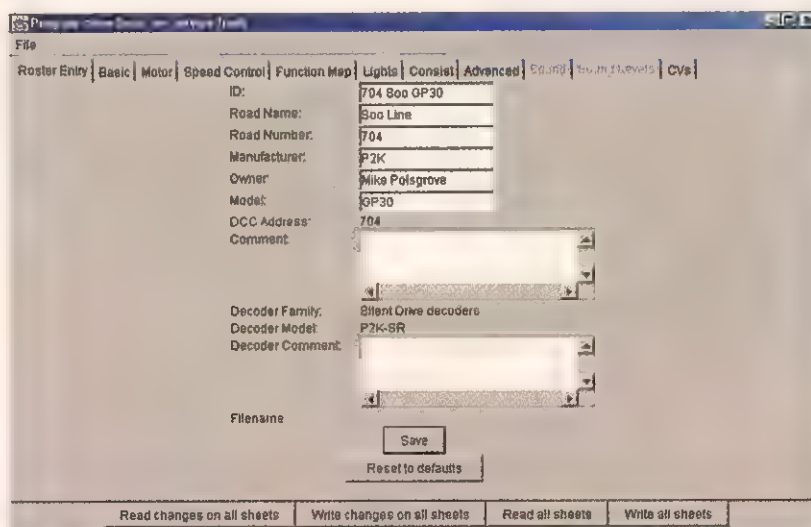 File
Roster Entry Basic Motor Speed Control Function Map Lights Consist Advanced CVs
ID: 704 Soo GP30
Road Name: Soo Line
Road Number: 704
Manufacturer: P2K
Owner Mike Polsgrove
Model: GP30
DCC Address: 704
Comment:
Decoder Family: Silent Drive decoders
Decoder Model: P2K-SR
Decoder Comment:
Filename
Save
Reset to defaults
Read changes on all sheets Write changes on all sheets Read all sheets Write all sheets